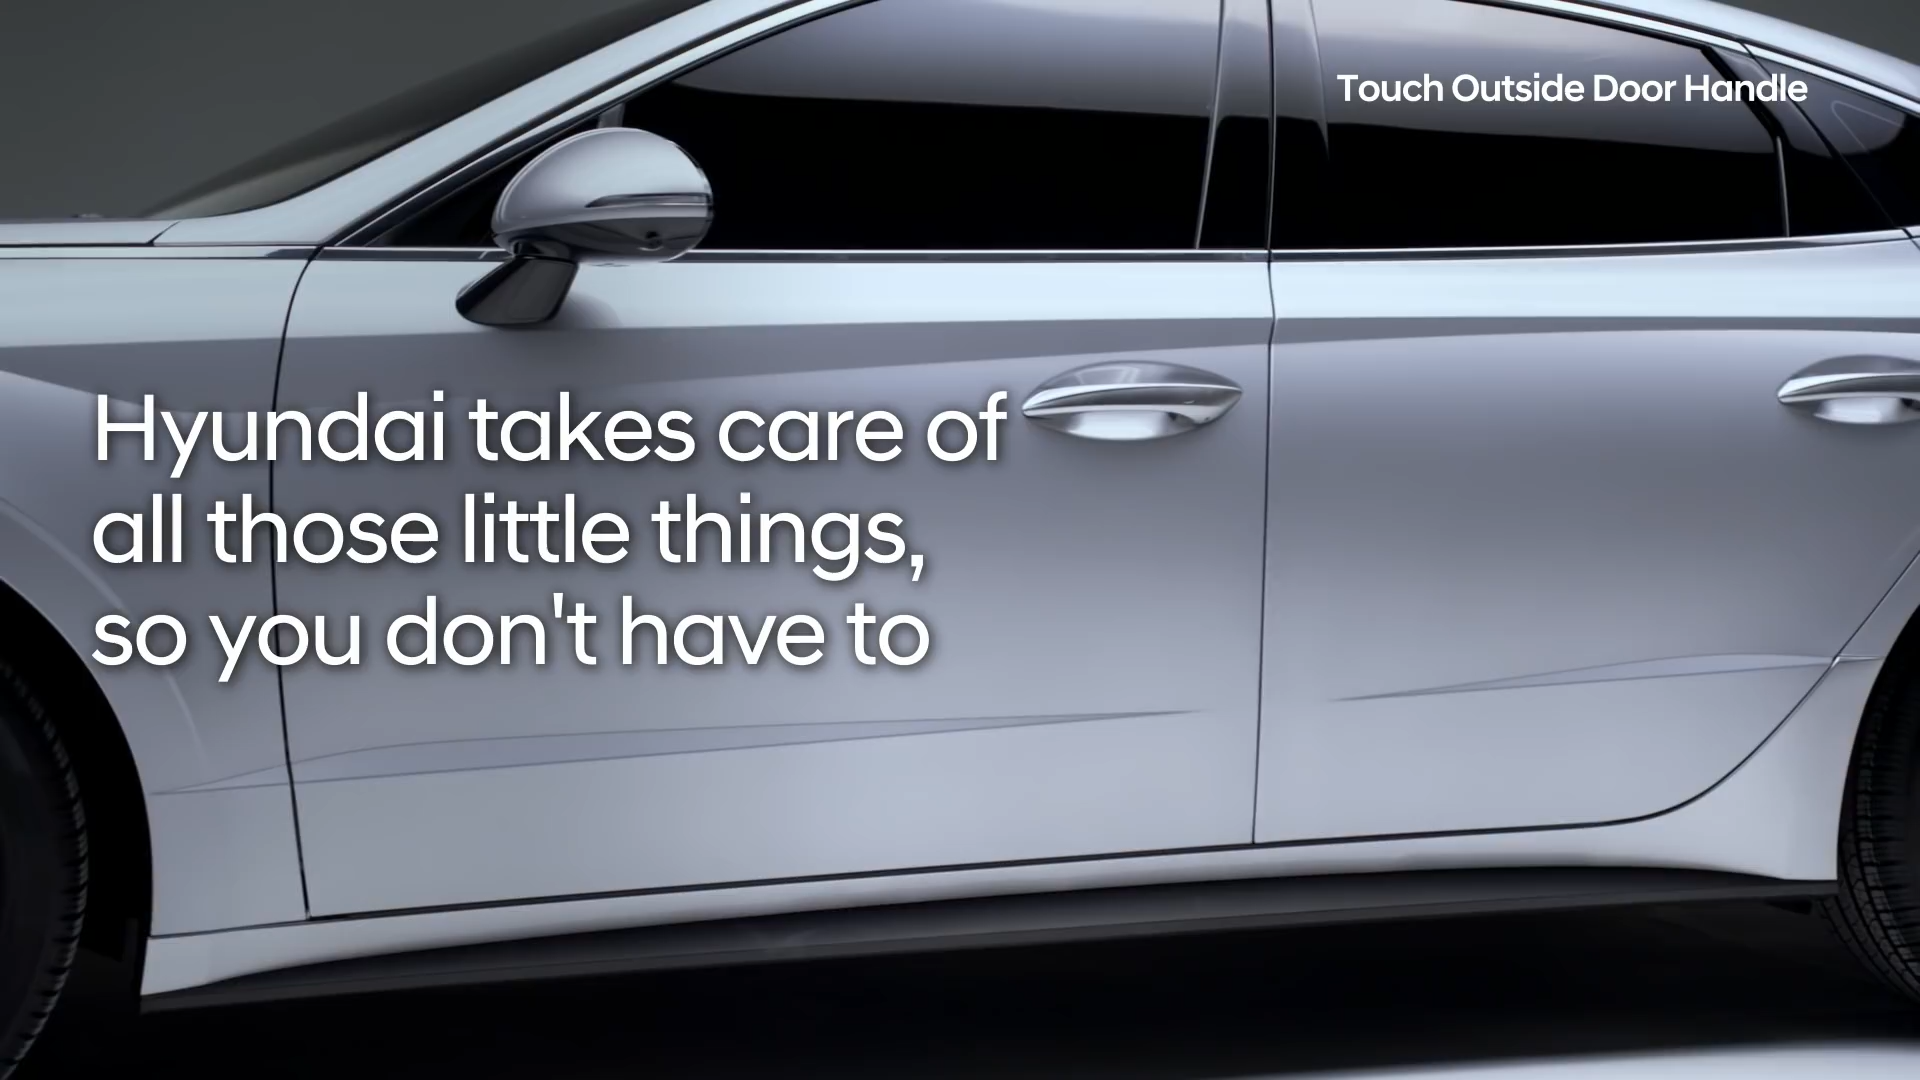 Touch Outside Door Handle
Hyundai takes care of
all those little things,
so you don't have to